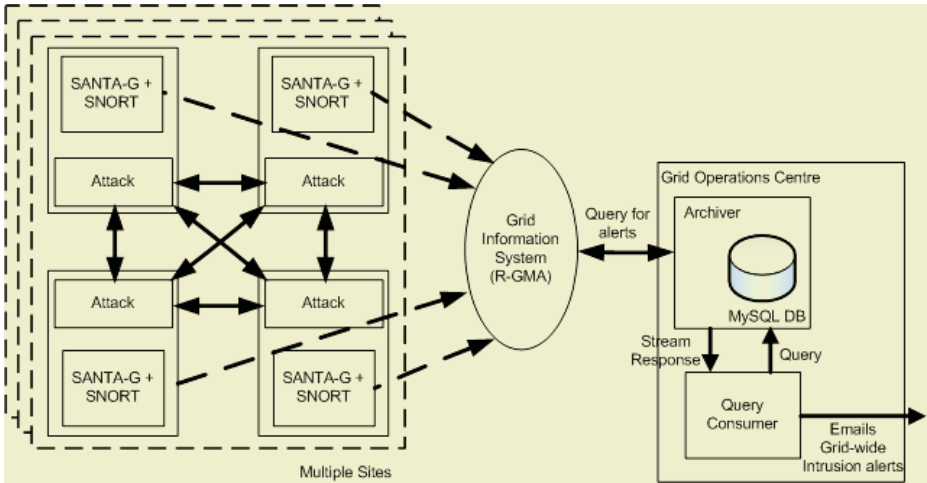 SANTA-G +
SNORT
SANTA-G +
SNORT
Attack
Attack
Attack
Attack
SANTA-G +
SNORT
SANTA-G +
SNORT
Multiple Sites
Grid
Information
System
(R-GMA)
Query for
alerts
Grid Operations Centre
Archiver
MySQL DB
Stream
Response
Query
Query
Consumer
Emails
Grid-wide
Intrusion alerts